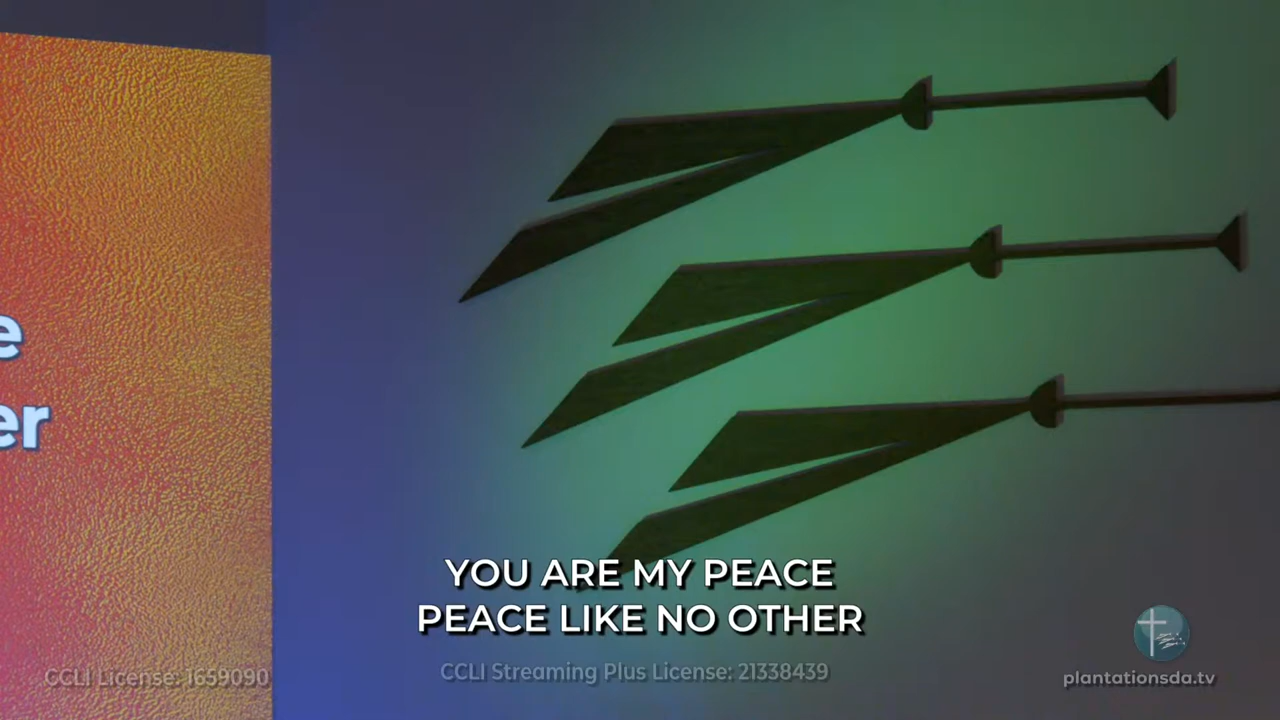 e
er
YOU ARE MY PEACE
PEACE LIKE NO OTHER
CCLI License: 1659090
CCLI Streaming Plus License: 21338439
plantationsda.tv